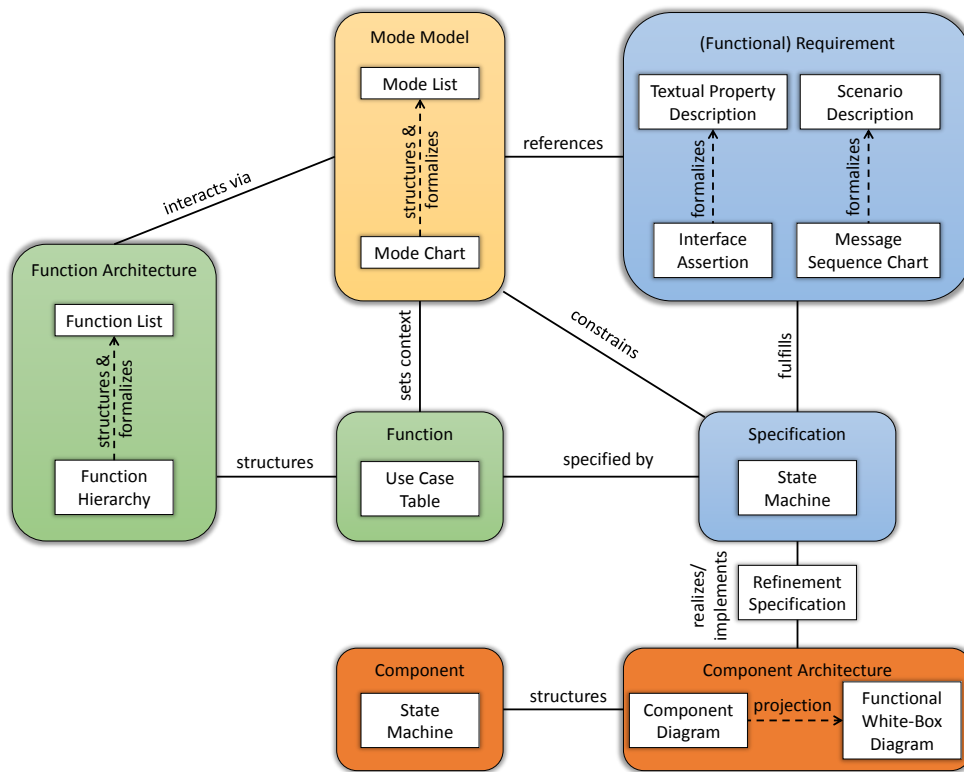 Mode Model
Mode List
structures &
formalizes
Mode Chart
(Functional) Requirement
Textual Property
Description
Scenario
Description
formalizes
formalizes
Interface
Assertion
Message
Sequence Chart
references
interacts via
Function Architecture
Function List
structures &
formalizes
Function
Hierarchy
sets context
constrains
fulfills
structures
Function
Use Case
Table
specified by
Specification
State
Machine
realizes/
implements
Refinement
Specification
Component
State
Machine
structures
Component Architecture
Component
Diagram
projection
Functional
White-Box
Diagram